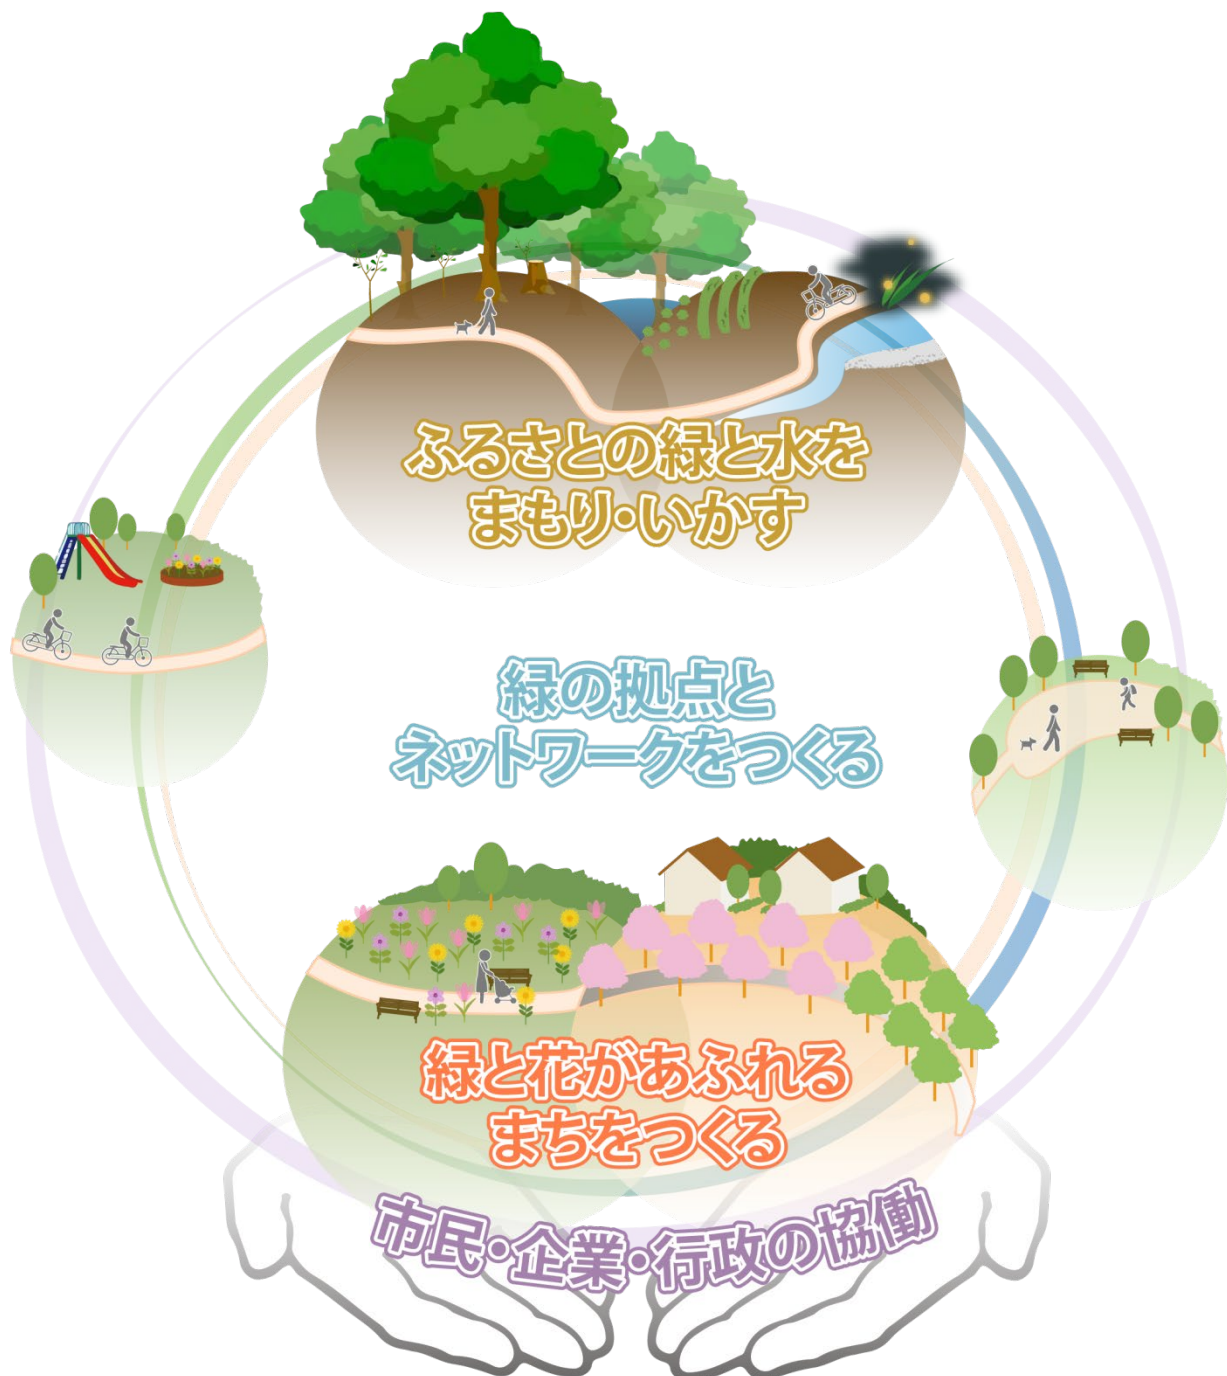 ふるさとの緑と水を
まもり・いかす
緑の拠点と
ネットワークをつくる
緑と花があふれる
まちをつくる
市民・企業・行政の協働